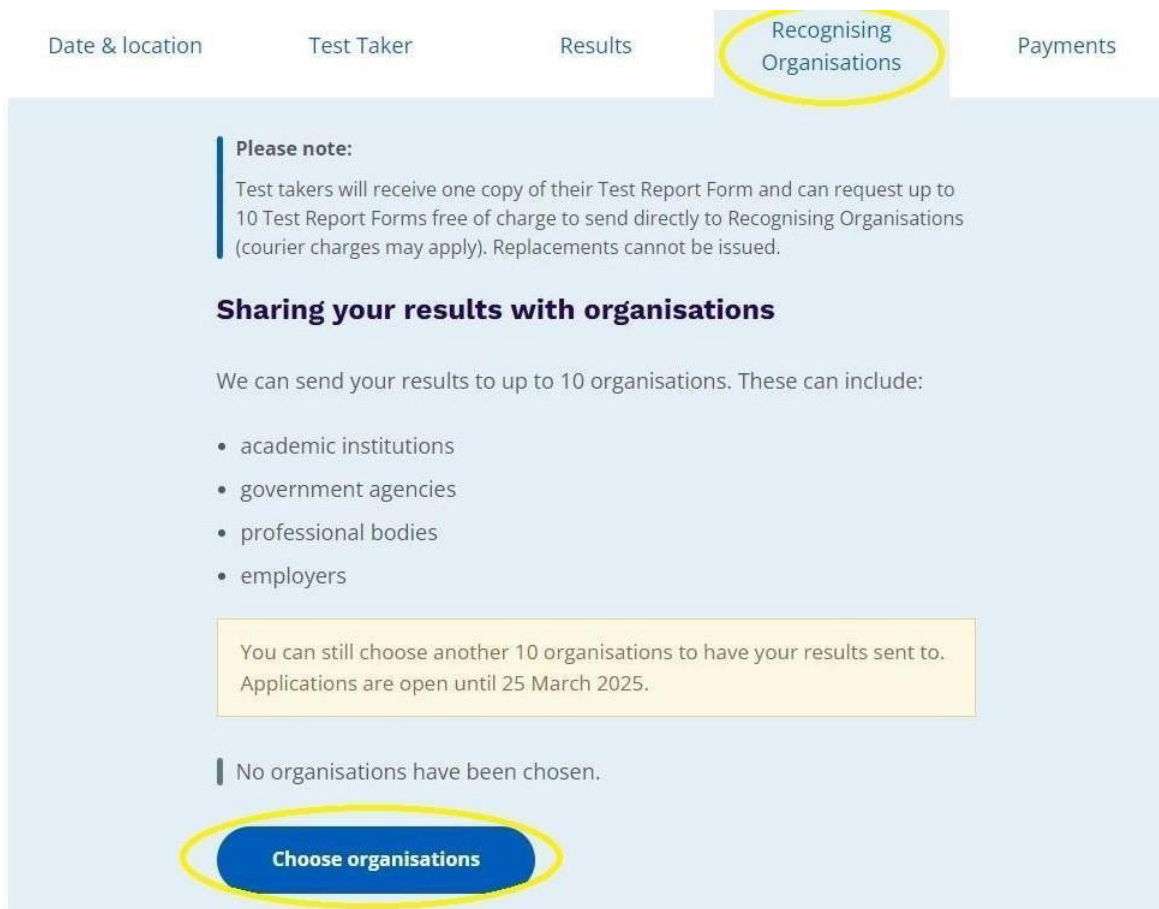 Date & location
Test Taker
Results
Recognising
Organisations
Payments
Please note:
Test takers will receive one copy of their Test Report Form and can request up to
10 Test Report Forms free of charge to send directly to Recognising Organisations
(courier charges may apply). Replacements cannot be issued.
Sharing your results with organisations
We can send your results to up to 10 organisations. These can include:
• academic institutions
• government agencies
• professional bodies
• employers
You can still choose another 10 organisations to have your results sent to.
Applications are open until 25 March 2025.
No organisations have been chosen.
Choose organisations